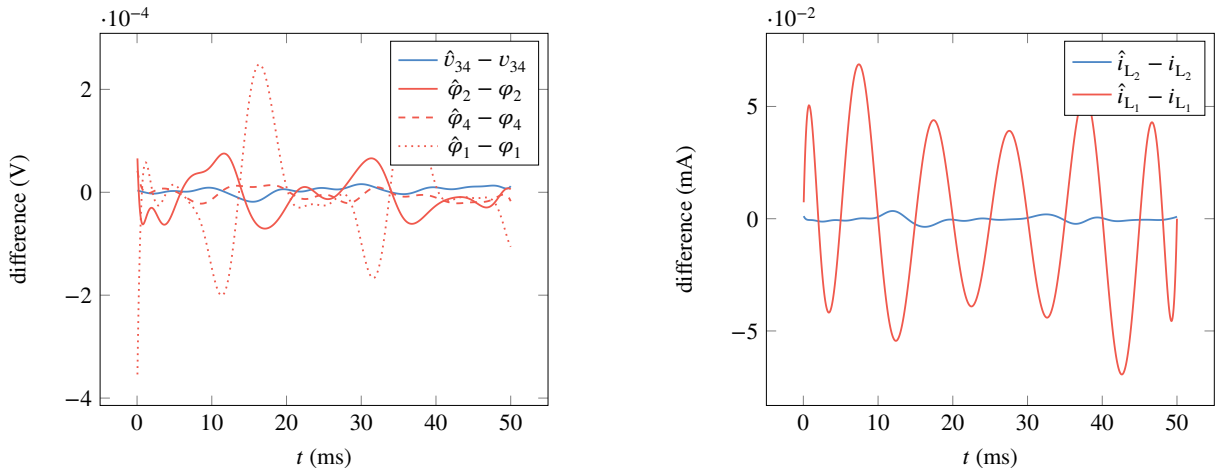 ·10⁻⁴
2
0
−2
−4
difference (V)
0 10 20 30 40 50
t (ms)
v̂₃₄ − v₃₄
φ̂₂ − φ₂
φ̂₄ − φ₄
φ̂₁ − φ₁
·10⁻²
5
0
−5
difference (mA)
0 10 20 30 40 50
t (ms)
î_L₂ − i_L₂
î_L₁ − i_L₁